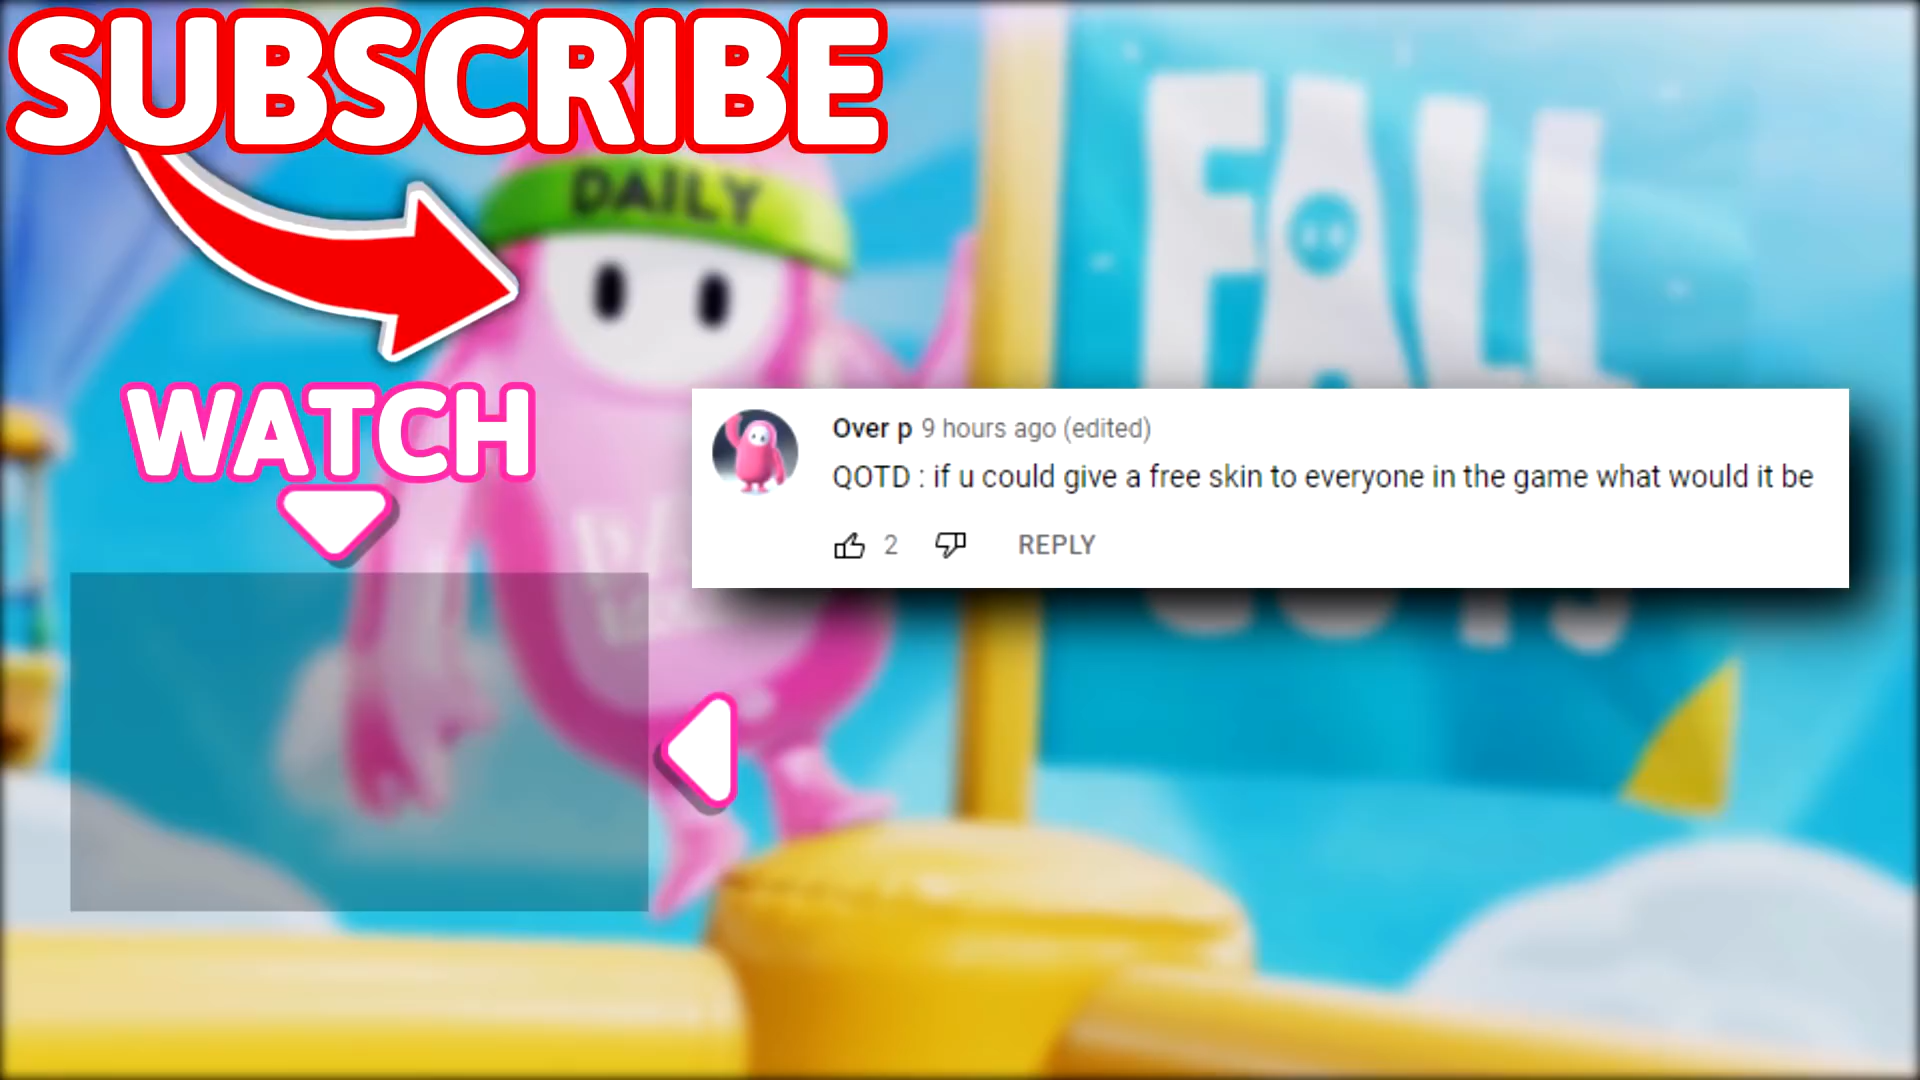 SUBSCRIBE
DAILY
FALL
WATCH
Over p 9 hours ago (edited)
QOTD : if u could give a free skin to everyone in the game what would it be
2 REPLY